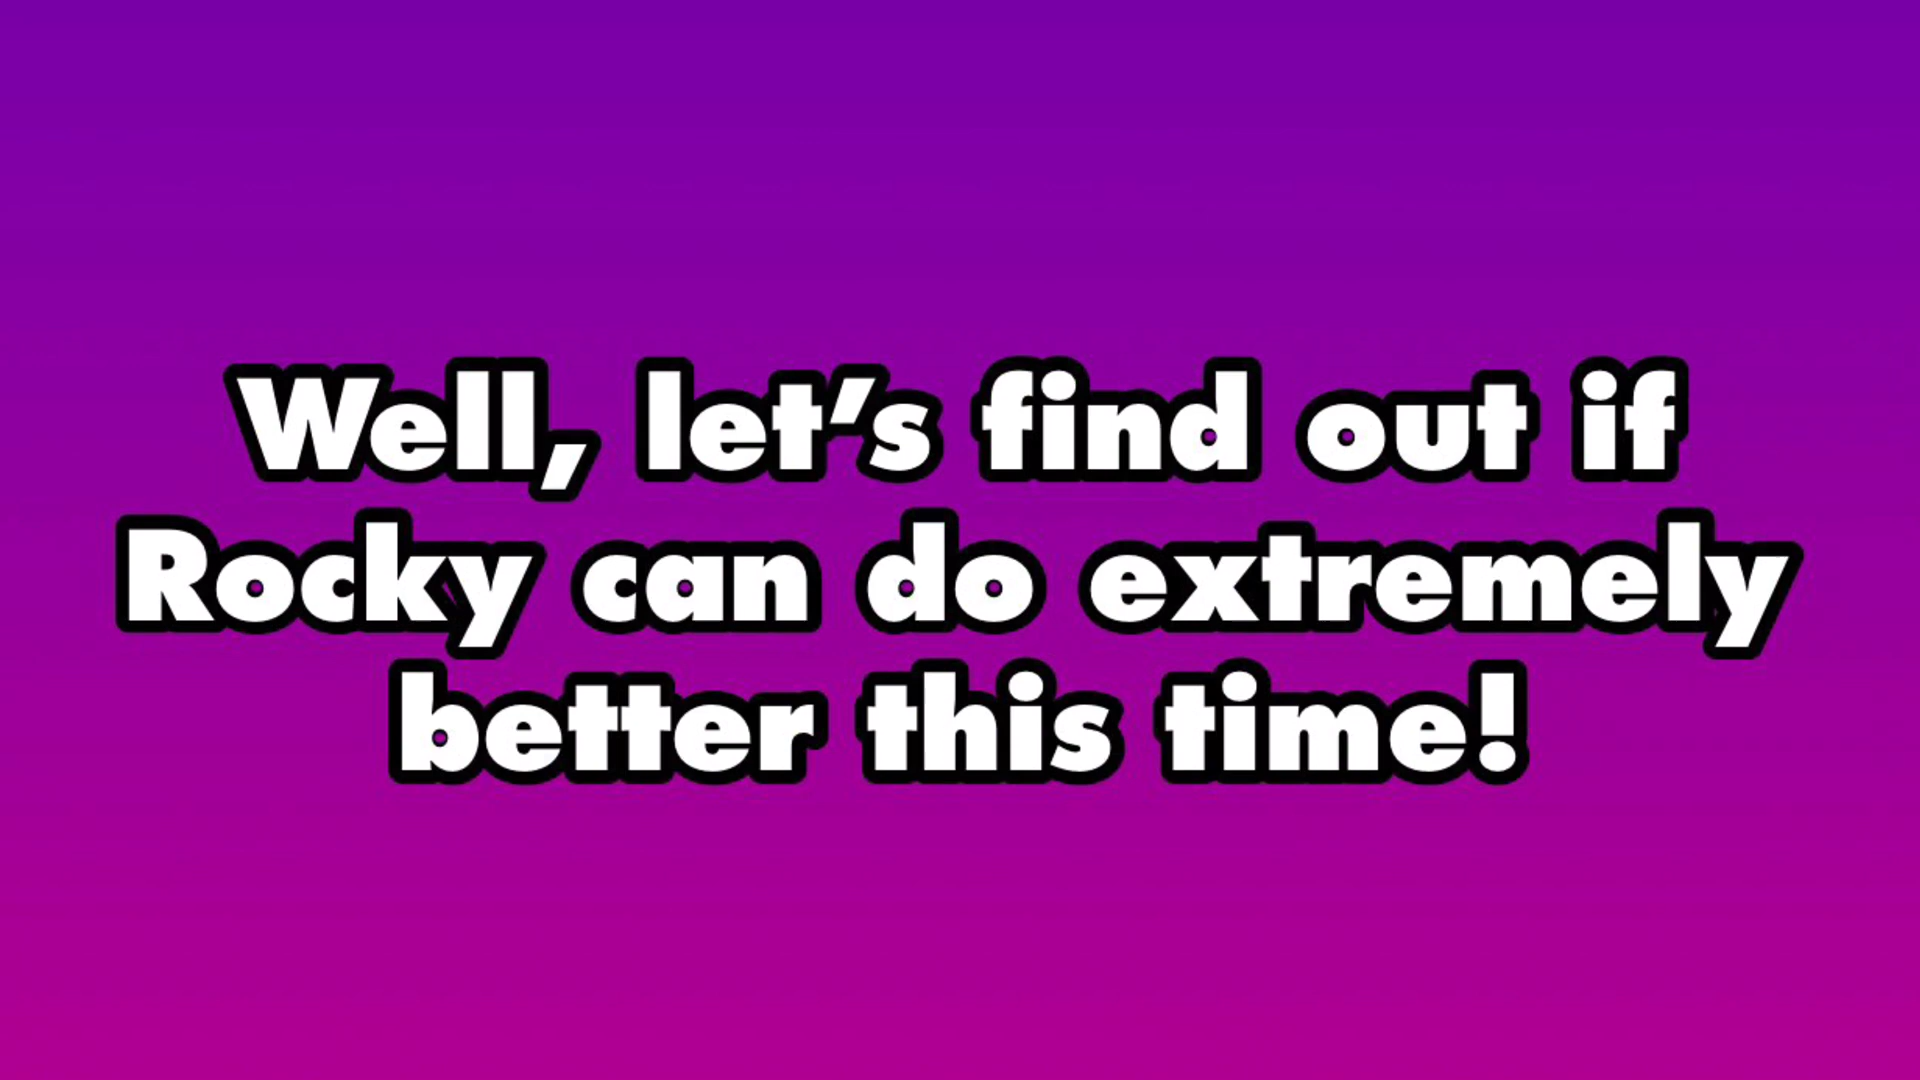 Well, let’s find out if
Rocky can do extremely
better this time!